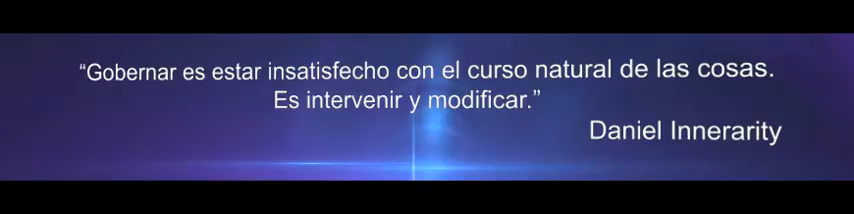 “Gobernar es estar insatisfecho con el curso natural de las cosas.
Es intervenir y modificar.”
Daniel Innerarity